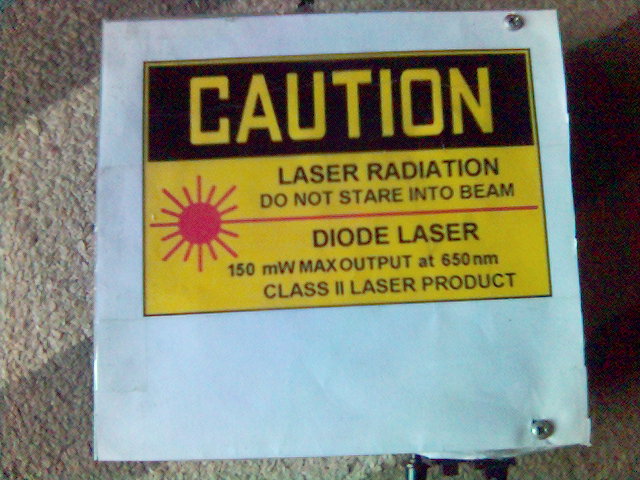 CAUTION
LASER RADIATION
DO NOT STARE INTO BEAM
DIODE LASER
150 mW MAX OUTPUT at 650nm
CLASS II LASER PRODUCT